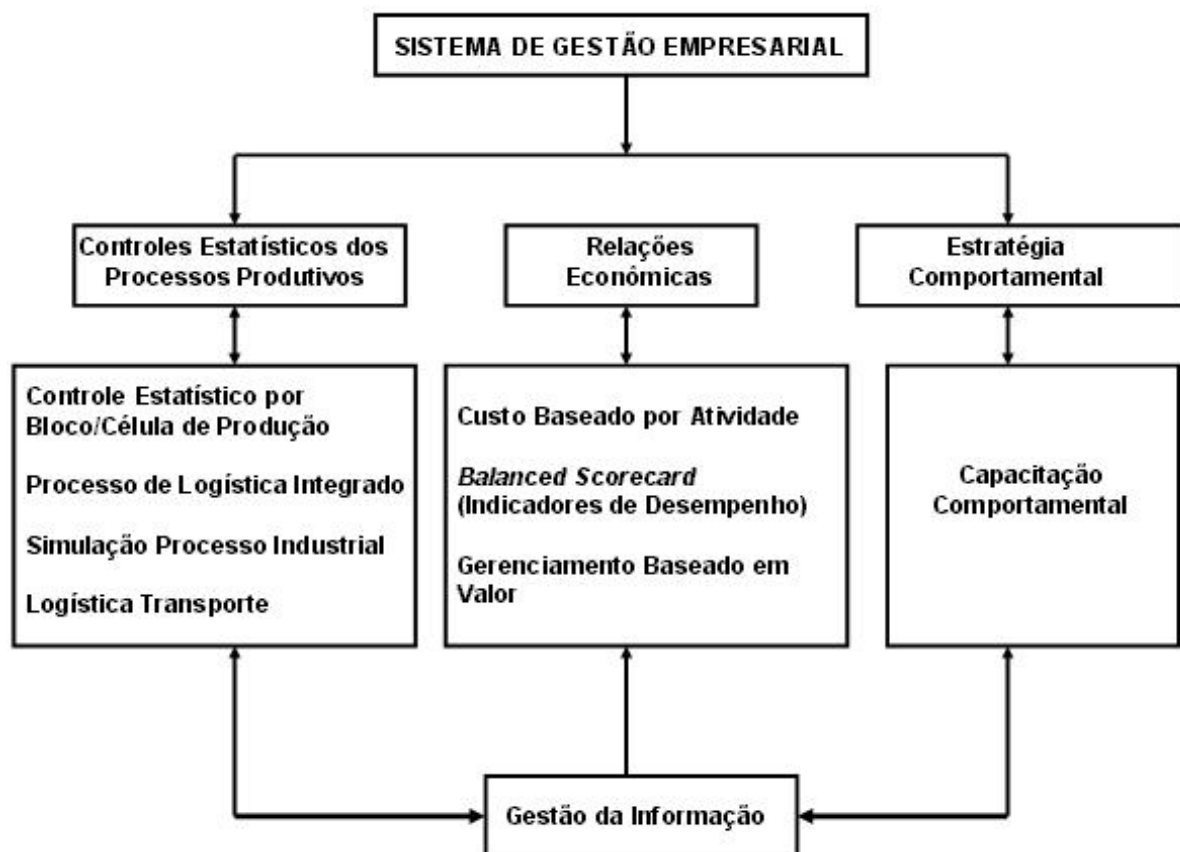 SISTEMA DE GESTÃO EMPRESARIAL
Controles Estatísticos dos
Processos Produtivos
Relações
Econômicas
Estratégia
Comportamental
Controle Estatístico por
Bloco/Célula de Produção
Processo de Logística Integrado
Simulação Processo Industrial
Logística Transporte
Custo Baseado por Atividade
Balanced Scorecard
(Indicadores de Desempenho)
Gerenciamento Baseado em
Valor
Capacitação
Comportamental
Gestão da Informação